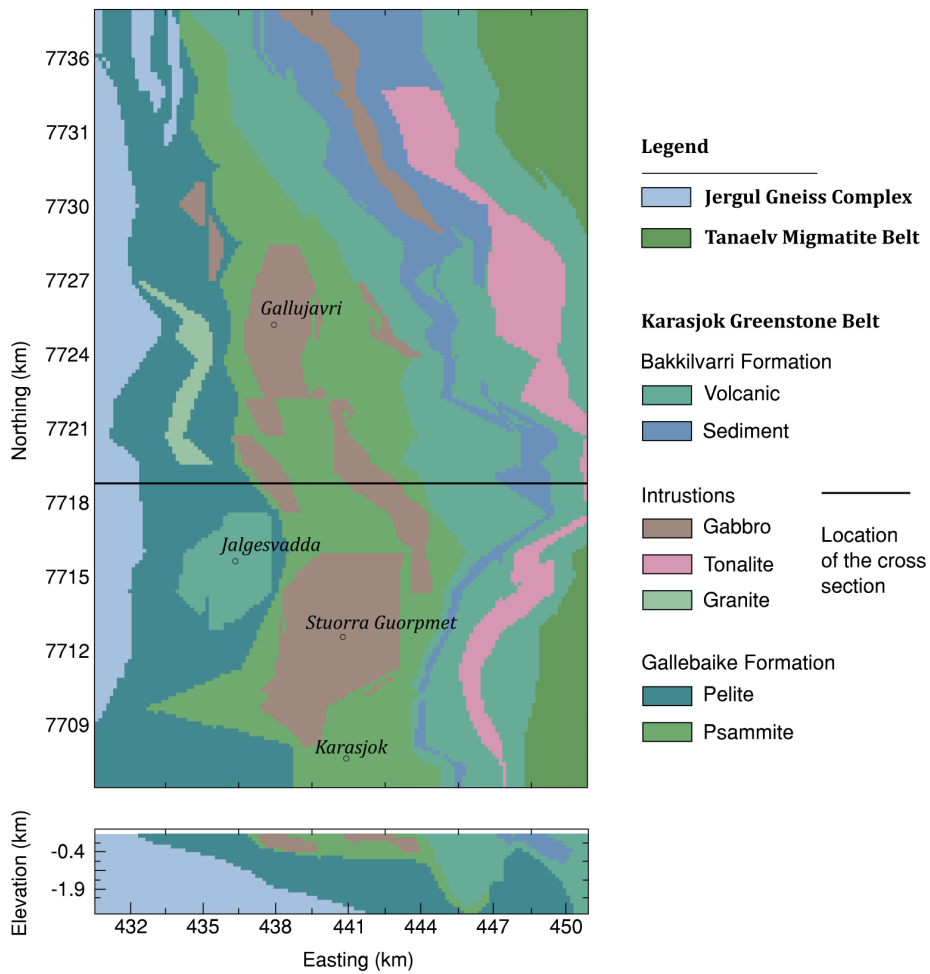 7736
7731
7730
7727
7724
7721
7718
7715
7712
7709
Northing (km)
Gallujavri
Jalgesvadda
Stuorra Guorpmet
Karasjok
-0.4
-1.9
Elevation (km)
432 435 438 441 444 447 450
Easting (km)
Legend
Jergul Gneiss Complex
Tanaelv Migmatite Belt
Karasjok Greenstone Belt
Bakkilvarri Formation
Volcanic
Sediment
Intrustions
Gabbro
Tonalite
Granite
Location
of the cross
section
Gallebaike Formation
Pelite
Psammite